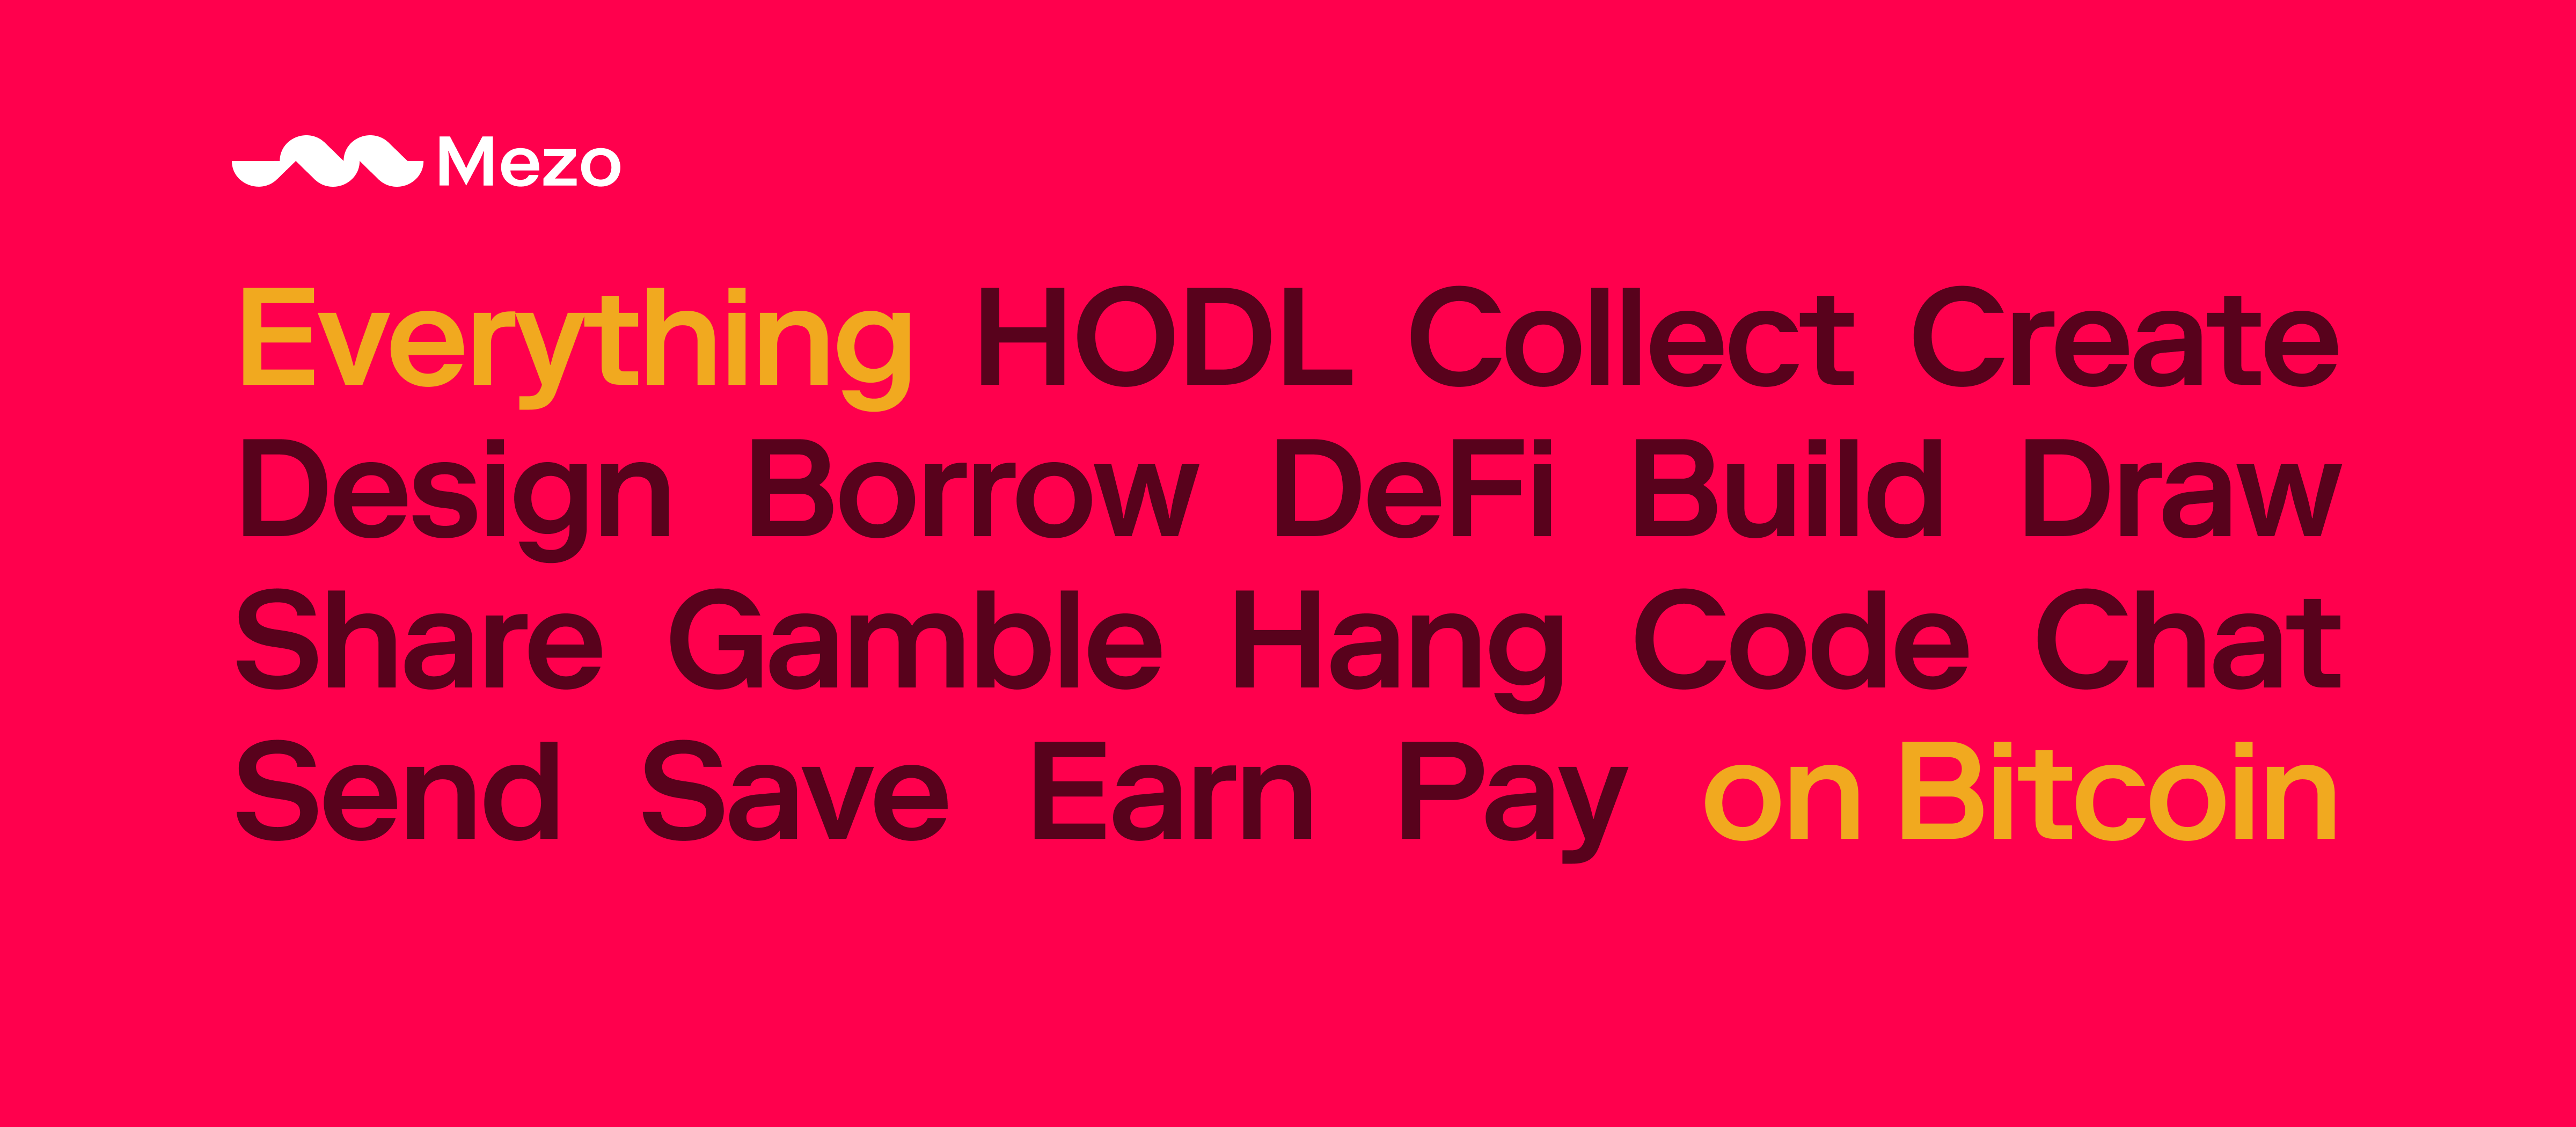 Mezo
Everything HODL Collect Create
Design Borrow DeFi Build Draw
Share Gamble Hang Code Chat
Send Save Earn Pay on Bitcoin